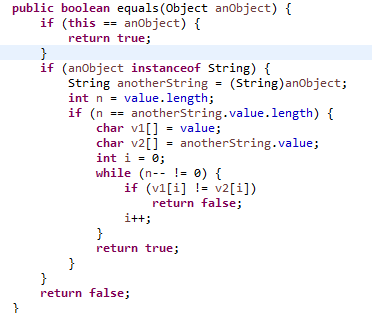 public boolean equals(Object anObject) {
    if (this == anObject) {
        return true;
    }
    if (anObject instanceof String) {
        String anotherString = (String)anObject;
        int n = value.length;
        if (n == anotherString.value.length) {
            char v1[] = value;
            char v2[] = anotherString.value;
            int i = 0;
            while (n-- != 0) {
                if (v1[i] != v2[i])
                    return false;
                i++;
            }
            return true;
        }
    }
    return false;
}